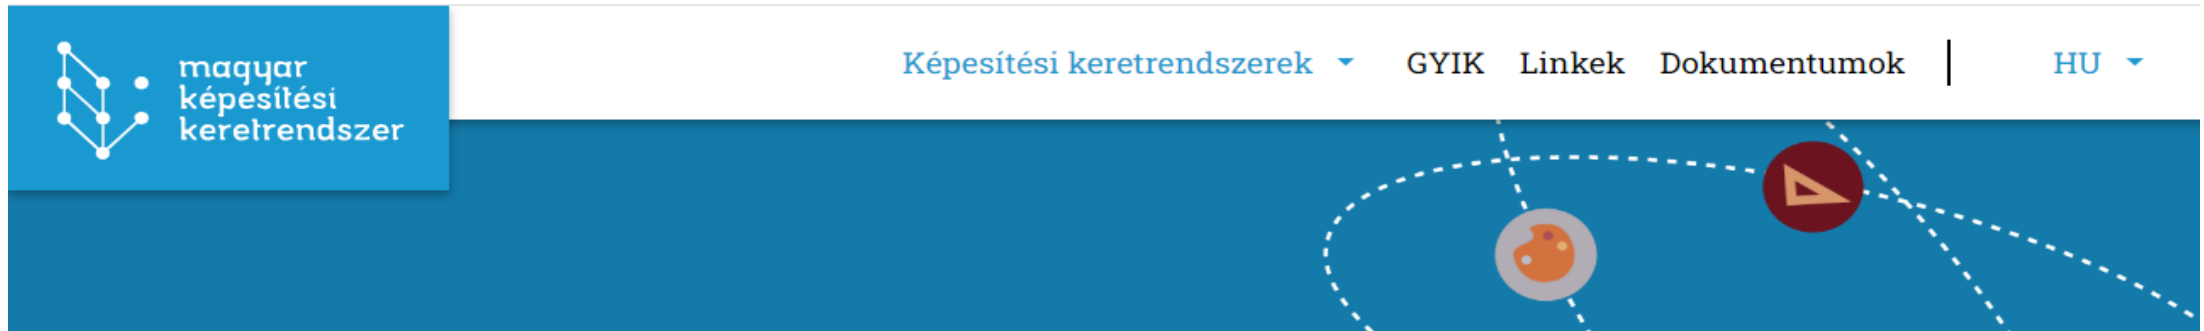 magyar
képesítési
keretrendszer
Képesítési keretrendszerek GYIK Linkek Dokumentumok HU